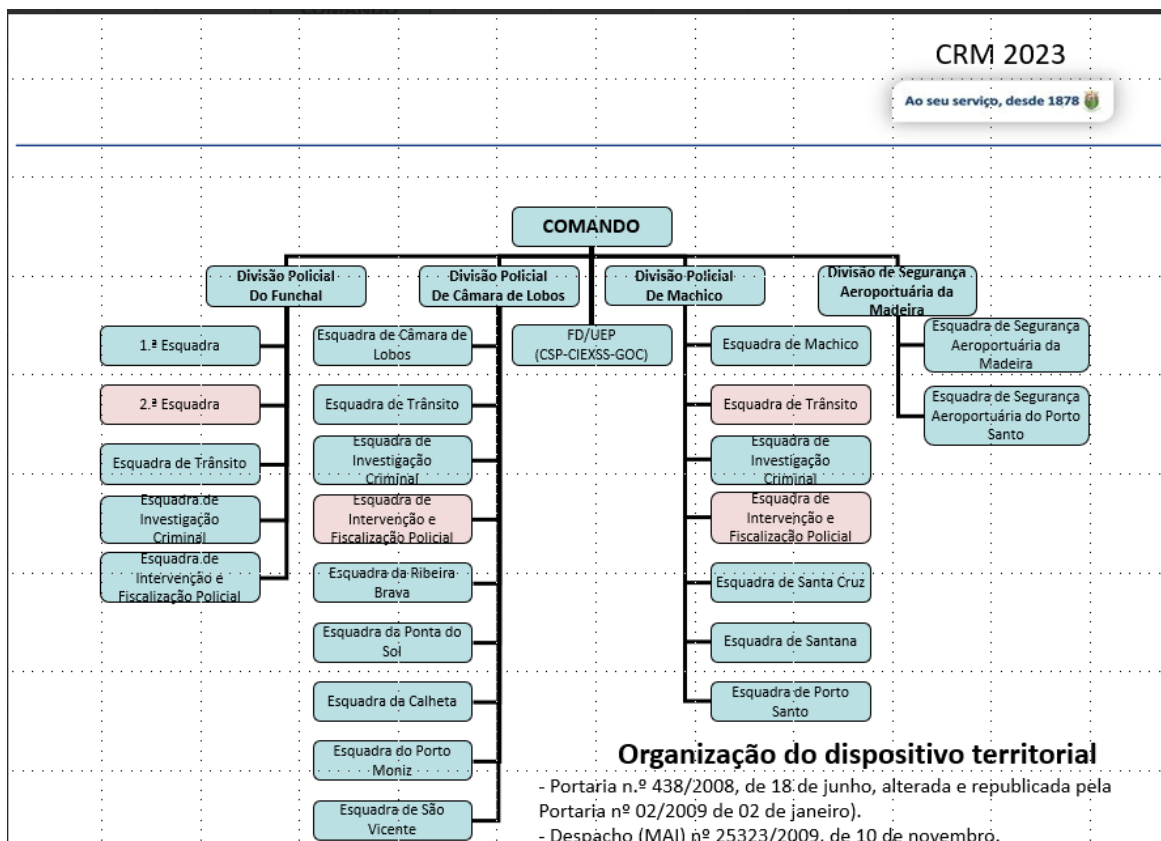 CRM 2023
Ao seu serviço, desde 1878
COMANDO
Divisão Policial
Do Funchal
Divisão Policial
De Câmara de Lobos
Divisão Policial
De Machico
Divisão de Segurança
Aeroportuária da
Madeira
1.ª Esquadra
2.ª Esquadra
Esquadra de Trânsito
Esquadra de
Investigação
Criminal
Esquadra de
Intervenção e
Fiscalização Policial
Esquadra de Câmara de
Lobos
Esquadra de Trânsito
Esquadra de
Investigação
Criminal
Esquadra de
Intervenção e
Fiscalização Policial
Esquadra da Ribeira
Brava
Esquadra da Ponta do
Sol
Esquadra da Calheta
Esquadra do Porto
Moniz
Esquadra de São
Vicente
FD/UEP
(CSP-CIEXSS-GOC)
Esquadra de Machico
Esquadra de Trânsito
Esquadra de
Investigação
Criminal
Esquadra de
Intervenção e
Fiscalização Policial
Esquadra de Santa Cruz
Esquadra de Santana
Esquadra de Porto
Santo
Esquadra de Segurança
Aeroportuária da
Madeira
Esquadra de Segurança
Aeroportuária do Porto
Santo
Organização do dispositivo territorial
- Portaria n.º 438/2008, de 18 de junho, alterada e republicada pela
Portaria nº 02/2009 de 02 de janeiro).
- Despacho (MAI) nº 25323/2009, de 10 de novembro.